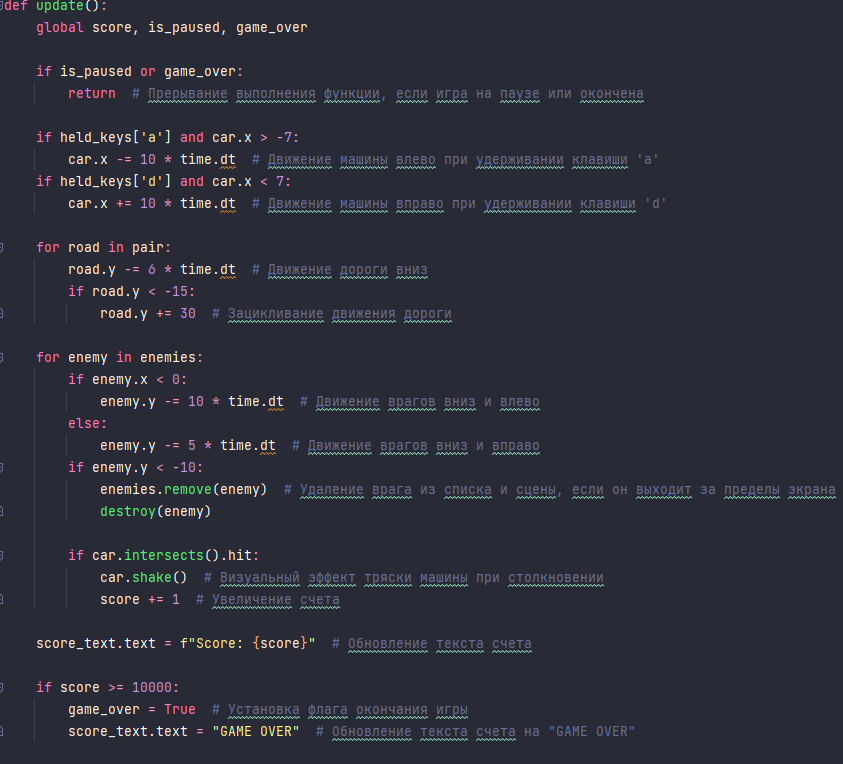 def update():
    global score, is_paused, game_over
    if is_paused or game_over:
        return  # Прерывание выполнения функции, если игра на паузе или окончена
    if held_keys['a'] and car.x > -7:
        car.x -= 10 * time.dt  # Движение машины влево при удерживании клавиши 'a'
    if held_keys['d'] and car.x < 7:
        car.x += 10 * time.dt  # Движение машины вправо при удерживании клавиши 'd'
    for road in pair:
        road.y -= 6 * time.dt  # Движение дороги вниз
        if road.y < -15:
            road.y += 30  # Зацикливание движения дороги
    for enemy in enemies:
        if enemy.x < 0:
            enemy.y -= 10 * time.dt  # Движение врагов вниз и влево
        else:
            enemy.y -= 5 * time.dt  # Движение врагов вниз и вправо
        if enemy.y < -10:
            enemies.remove(enemy)  # Удаление врага из списка и сцены, если он выходит за пределы экрана
            destroy(enemy)
        if car.intersects().hit:
            car.shake()  # Визуальный эффект тряски машины при столкновении
            score += 1  # Увеличение счета
    score_text.text = f"Score: {score}"  # Обновление текста счета
    if score >= 10000:
        game_over = True  # Установка флага окончания игры
        score_text.text = "GAME OVER"  # Обновление текста счета на "GAME OVER"